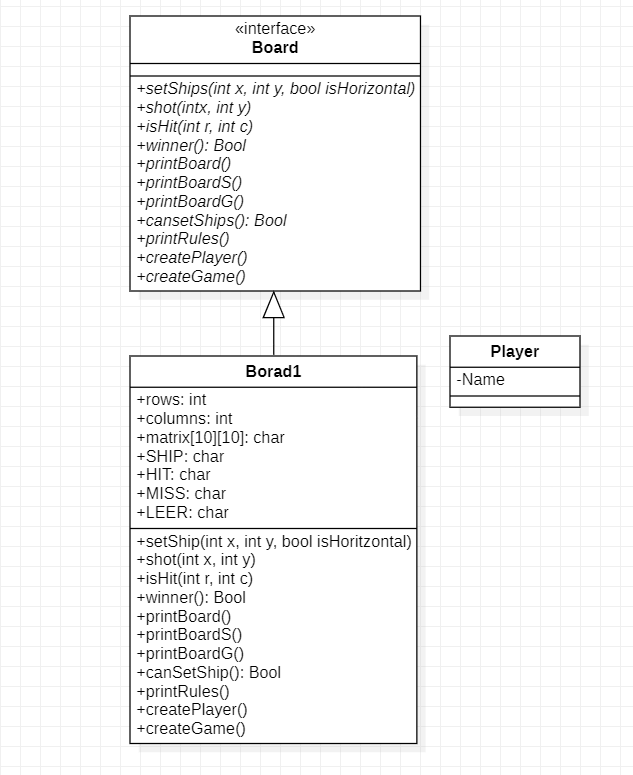 «interface»
Board
+setShips(int x, int y, bool isHorizontal)
+shot(intx, int y)
+isHit(int r, int c)
+winner(): Bool
+printBoard()
+printBoardS()
+printBoardG()
+cansetShips(): Bool
+printRules()
+createPlayer()
+createGame()
Borad1
+rows: int
+columns: int
+matrix[10][10]: char
+SHIP: char
+HIT: char
+MISS: char
+LEER: char
+setShip(int x, int y, bool isHoritzontal)
+shot(int x, int y)
+isHit(int r, int c)
+winner(): Bool
+printBoard()
+printBoardS()
+printBoardG()
+canSetShip(): Bool
+printRules()
+createPlayer()
+createGame()
Player
-Name